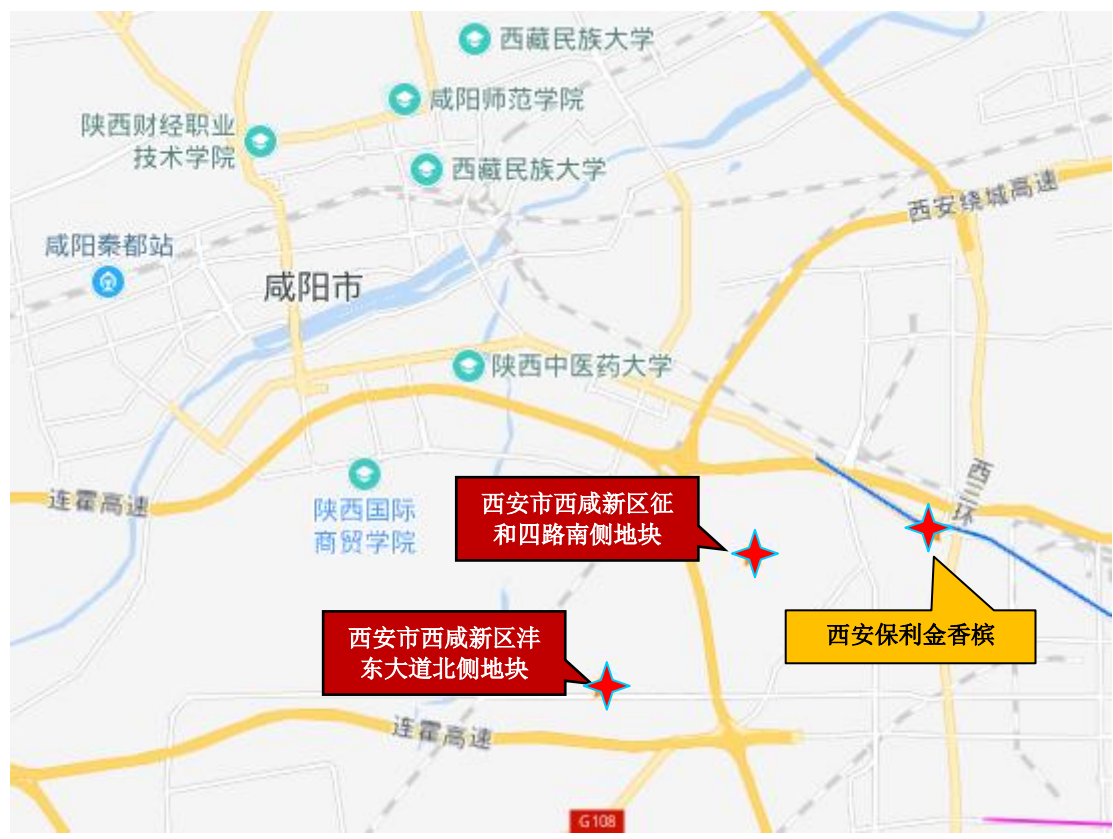 西藏民族大学
咸阳师范学院
陕西财经职业
技术学院
西藏民族大学
西安绕城高速
咸阳秦都站
咸阳市
陕西中医药大学
连霍高速
陕西国际
商贸学院
西安市西咸新区征
和四路南侧地块
西三环
西安市西咸新区沣
东大道北侧地块
西安保利金香槟
连霍高速
G108